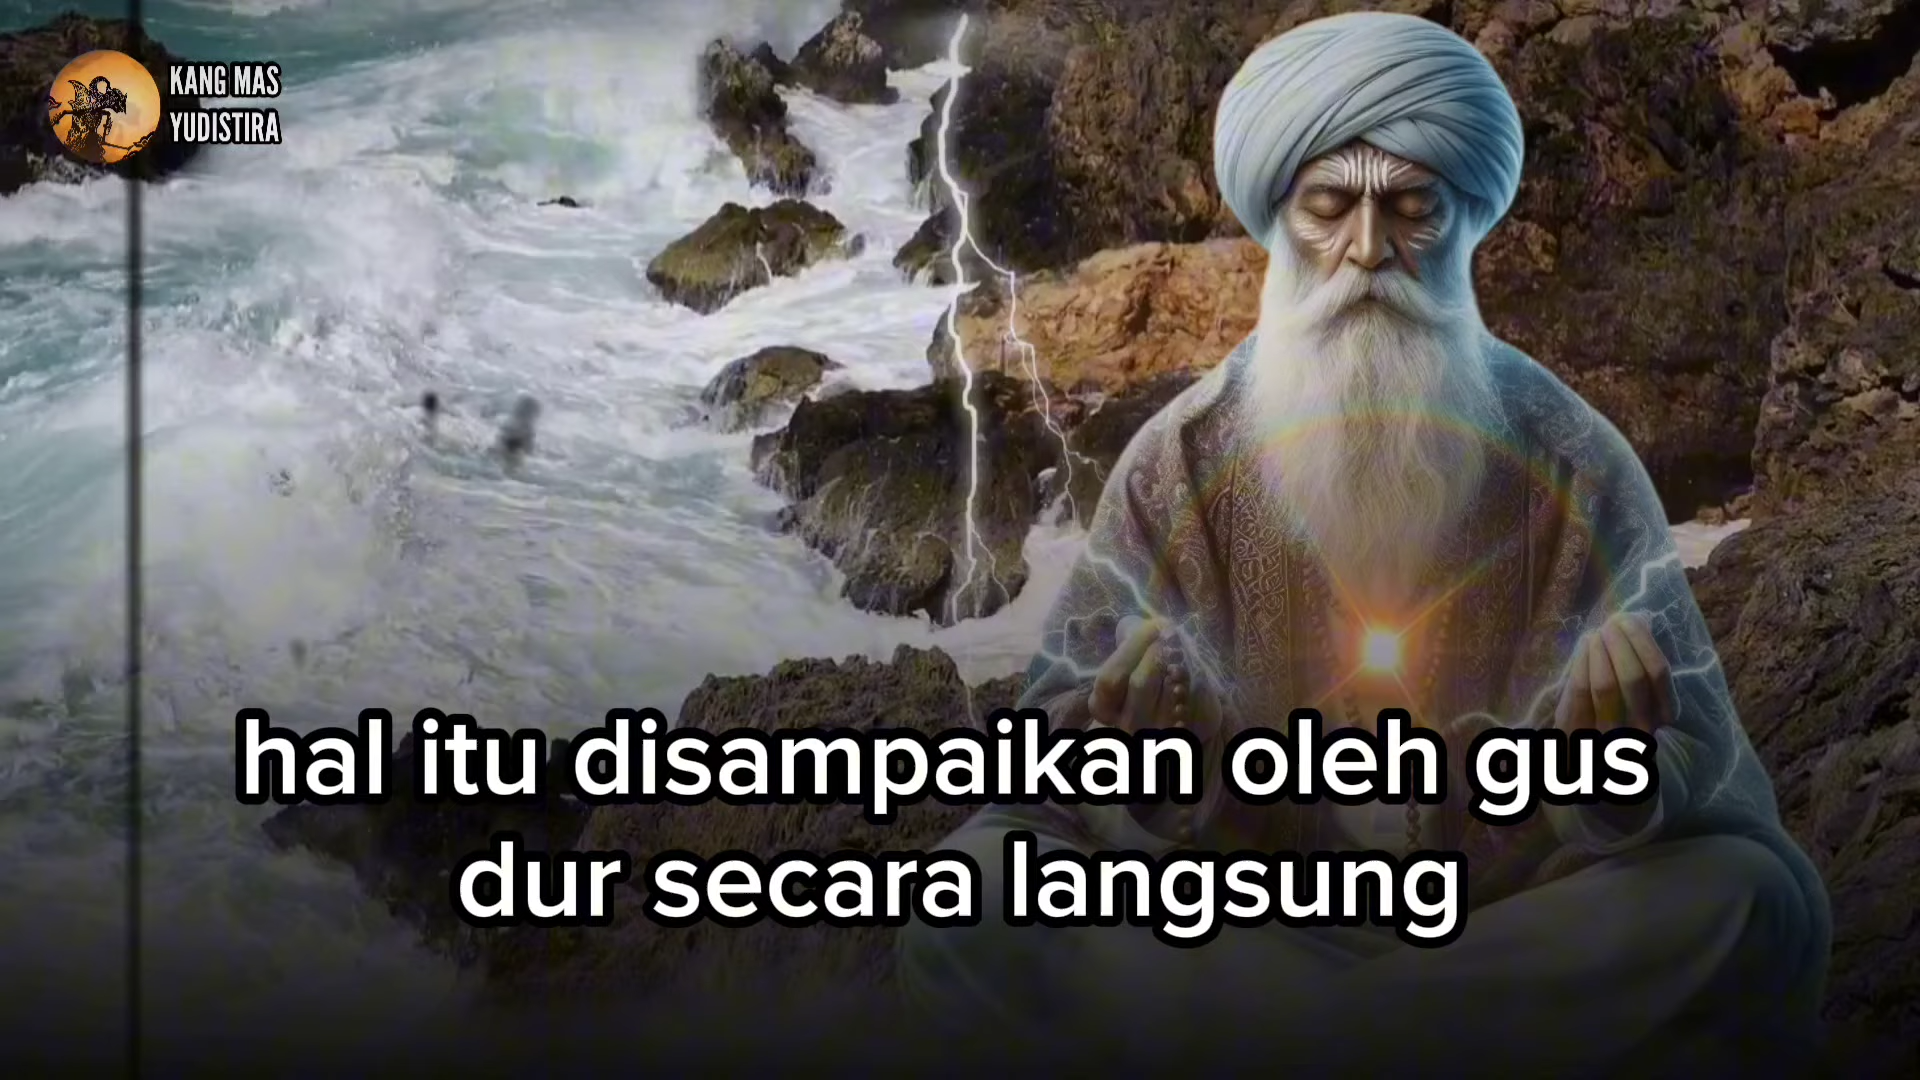 KANG MAS
YUDISTIRA
hal itu disampaikan oleh gus
dur secara langsung